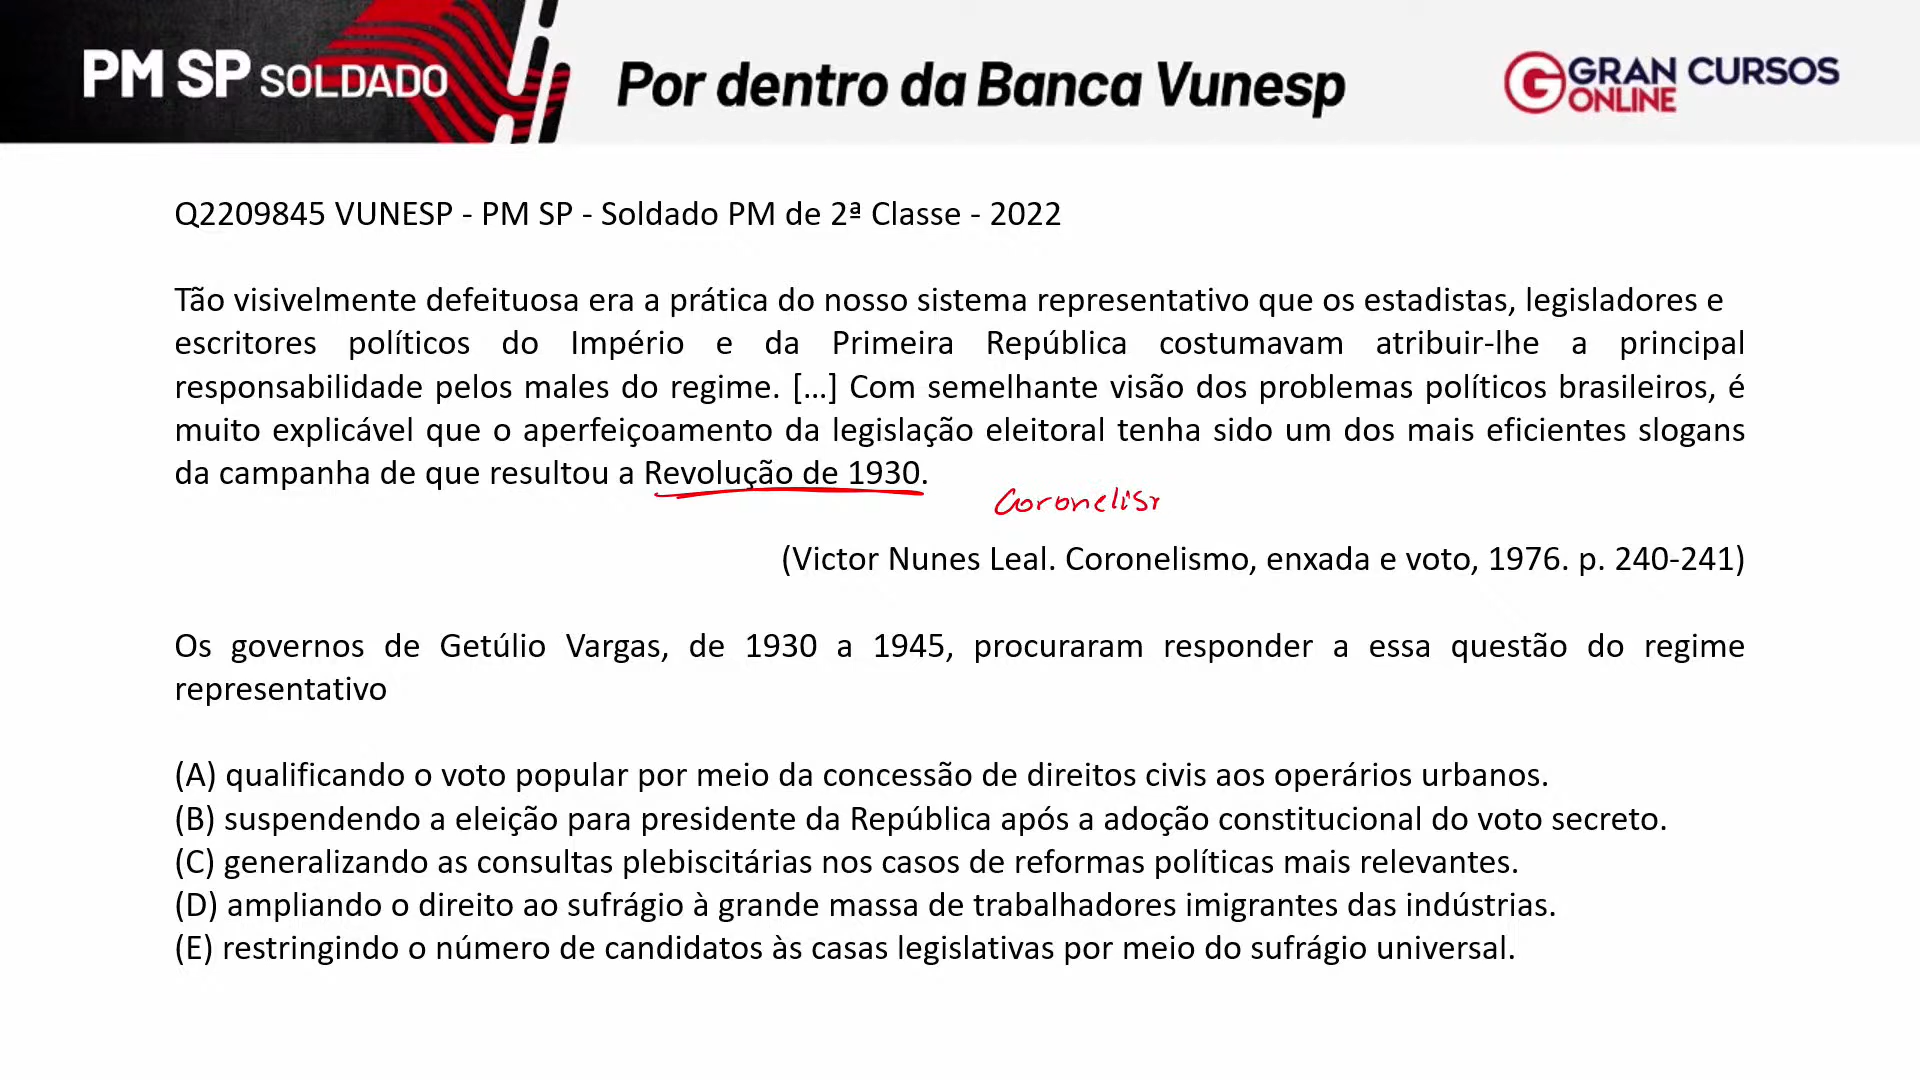 PM SP SOLDADO
Por dentro da Banca Vunesp
GRAN CURSOS
ONLINE
Q2209845 VUNESP - PM SP - Soldado PM de 2ª Classe - 2022
Tão visivelmente defeituosa era a prática do nosso sistema representativo que os estadistas, legisladores e
escritores políticos do Império e da Primeira República costumavam atribuir-lhe a principal
responsabilidade pelos males do regime. [...] Com semelhante visão dos problemas políticos brasileiros, é
muito explicável que o aperfeiçoamento da legislação eleitoral tenha sido um dos mais eficientes slogans
da campanha de que resultou a Revolução de 1930.
Coronelisr
(Victor Nunes Leal. Coronelismo, enxada e voto, 1976. p. 240-241)
Os governos de Getúlio Vargas, de 1930 a 1945, procuraram responder a essa questão do regime
representativo
(A) qualificando o voto popular por meio da concessão de direitos civis aos operários urbanos.
(B) suspendendo a eleição para presidente da República após a adoção constitucional do voto secreto.
(C) generalizando as consultas plebiscitárias nos casos de reformas políticas mais relevantes.
(D) ampliando o direito ao sufrágio à grande massa de trabalhadores imigrantes das indústrias.
(E) restringindo o número de candidatos às casas legislativas por meio do sufrágio universal.